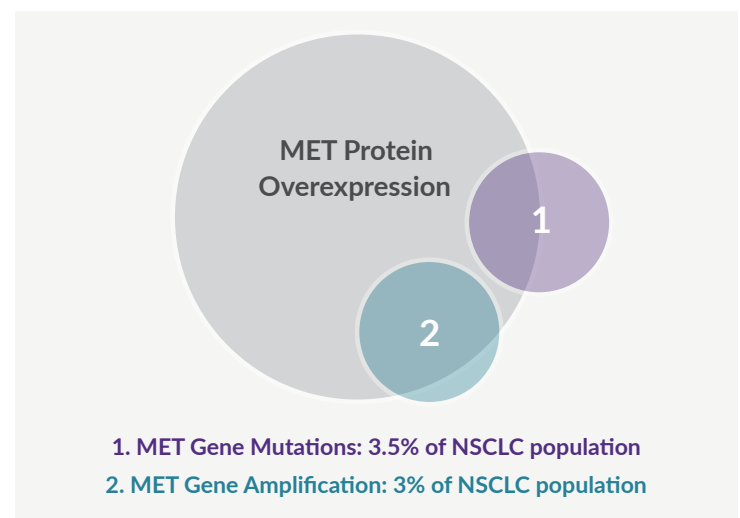 MET Protein
Overexpression
1
2
1. MET Gene Mutations: 3.5% of NSCLC population
2. MET Gene Amplification: 3% of NSCLC population